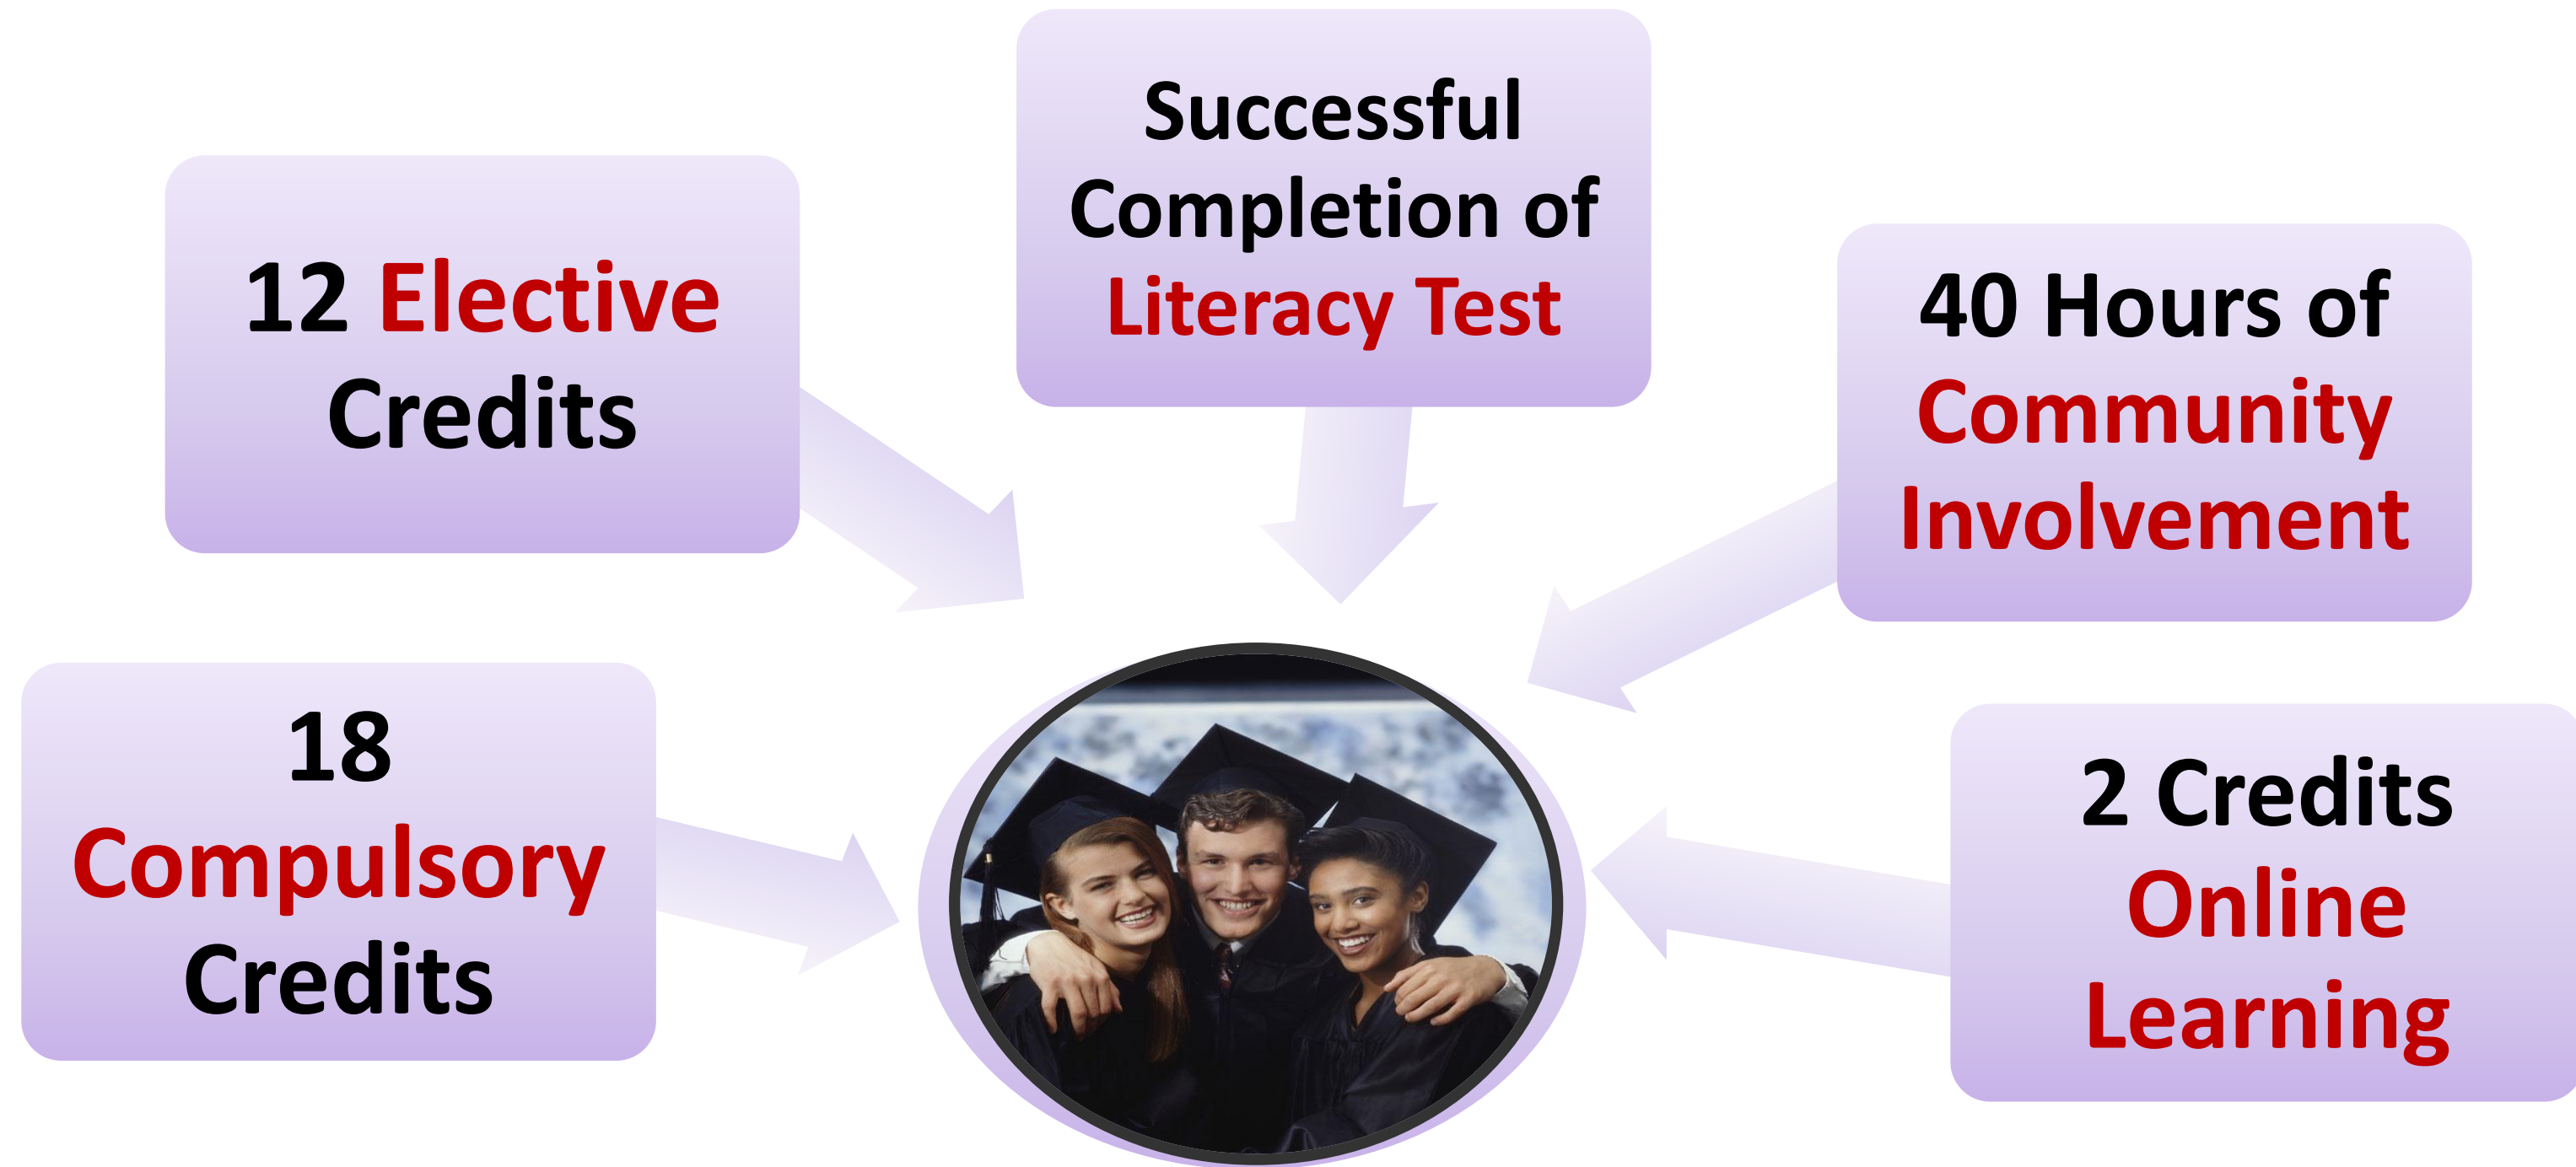 18
Compulsory
Credits
12 Elective
Credits
Successful
Completion of
Literacy Test
40 Hours of
Community
Involvement
2 Credits
Online
Learning